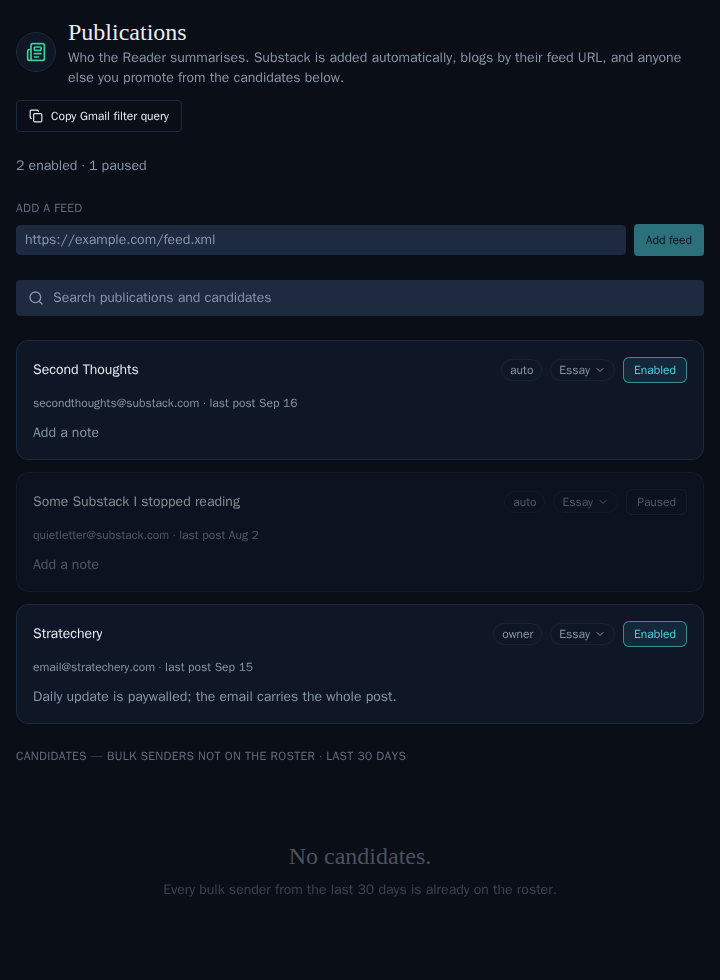 Publications
Who the Reader summarises. Substack is added automatically, blogs by their feed URL, and anyone
else you promote from the candidates below.
Copy Gmail filter query
2 enabled · 1 paused
ADD A FEED
https://example.com/feed.xml
Add feed
Search publications and candidates
Second Thoughts
auto
Essay
Enabled
secondthoughts@substack.com · last post Sep 16
Add a note
Some Substack I stopped reading
auto
Essay
Paused
quietletter@substack.com · last post Aug 2
Add a note
Stratechery
owner
Essay
Enabled
email@stratechery.com · last post Sep 15
Daily update is paywalled; the email carries the whole post.
CANDIDATES — BULK SENDERS NOT ON THE ROSTER · LAST 30 DAYS
No candidates.
Every bulk sender from the last 30 days is already on the roster.